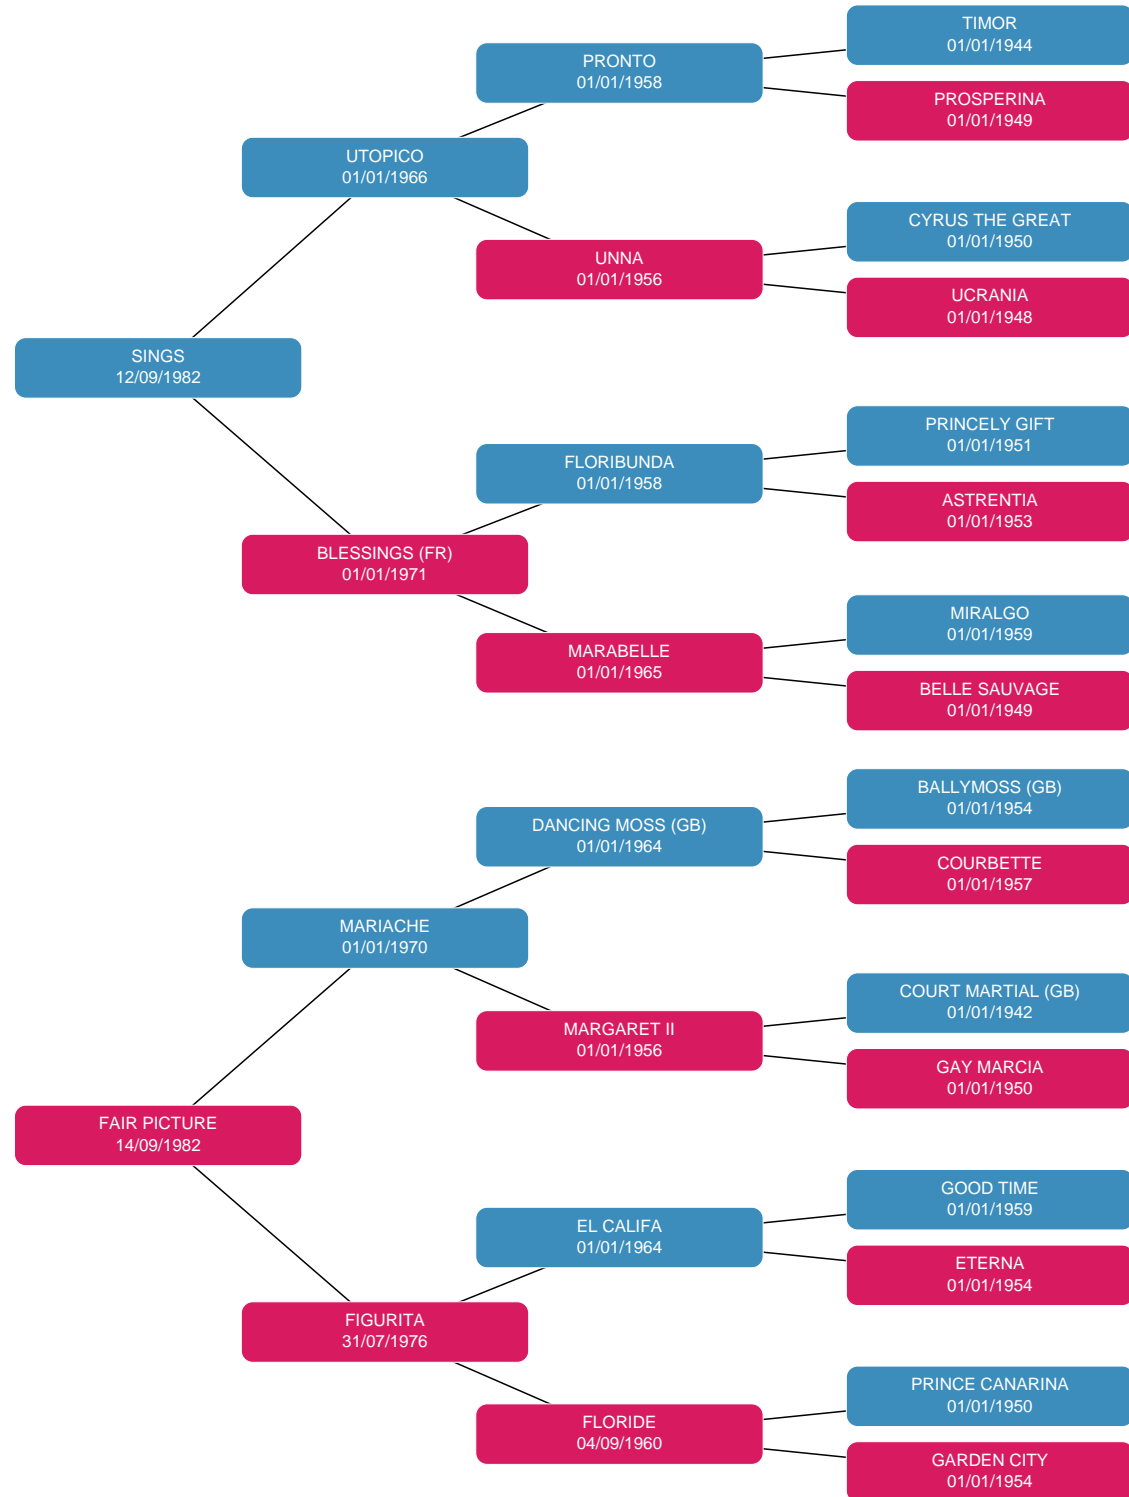 TIMOR
01/01/1944
PRONTO
01/01/1958
PROSPERINA
01/01/1949
UTOPICO
01/01/1966
CYRUS THE GREAT
01/01/1950
UNNA
01/01/1956
UCRANIA
01/01/1948
SINGS
12/09/1982
PRINCELY GIFT
01/01/1951
FLORIBUNDA
01/01/1958
ASTRENTIA
01/01/1953
BLESSINGS (FR)
01/01/1971
MIRALGO
01/01/1959
MARABELLE
01/01/1965
BELLE SAUVAGE
01/01/1949
BALLYMOSS (GB)
01/01/1954
DANCING MOSS (GB)
01/01/1964
COURBETTE
01/01/1957
MARIACHE
01/01/1970
COURT MARTIAL (GB)
01/01/1942
MARGARET II
01/01/1956
GAY MARCIA
01/01/1950
FAIR PICTURE
14/09/1982
GOOD TIME
01/01/1959
EL CALIFA
01/01/1964
ETERNA
01/01/1954
FIGURITA
31/07/1976
PRINCE CANARINA
01/01/1950
FLORIDE
04/09/1960
GARDEN CITY
01/01/1954